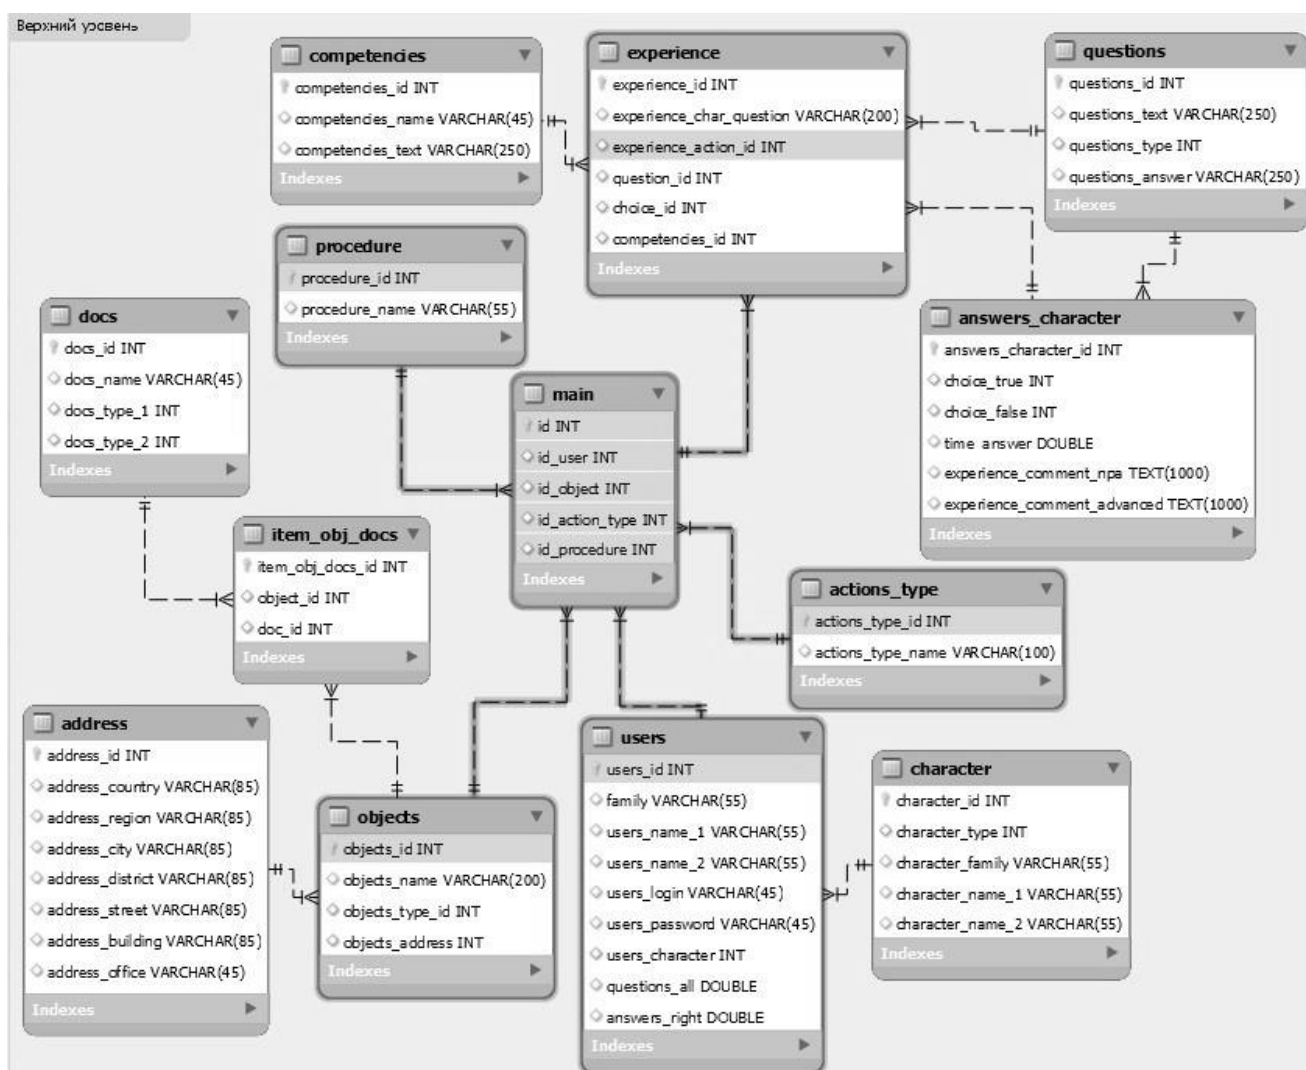 Верхний уровень
competencies
competencies_id INT
competencies_name VARCHAR(45)
competencies_text VARCHAR(250)
Indexes
experience
experience_id INT
experience_char_question VARCHAR(200)
experience_action_id INT
question_id INT
choice_id INT
competencies_id INT
Indexes
questions
questions_id INT
questions_text VARCHAR(250)
questions_type INT
questions_answer VARCHAR(250)
Indexes
procedure
procedure_id INT
procedure_name VARCHAR(55)
Indexes
docs
docs_id INT
docs_name VARCHAR(45)
docs_type_1 INT
docs_type_2 INT
Indexes
main
id INT
id_user INT
id_object INT
id_action_type INT
id_procedure INT
Indexes
answers_character
answers_character_id INT
choice_true INT
choice_false INT
time_answer DOUBLE
experience_comment_npa TEXT(1000)
experience_comment_advanced TEXT(1000)
Indexes
item_obj_docs
item_obj_docs_id INT
object_id INT
doc_id INT
Indexes
actions_type
actions_type_id INT
actions_type_name VARCHAR(100)
Indexes
address
address_id INT
address_country VARCHAR(85)
address_region VARCHAR(85)
address_city VARCHAR(85)
address_district VARCHAR(85)
address_street VARCHAR(85)
address_building VARCHAR(85)
address_office VARCHAR(45)
Indexes
objects
objects_id INT
objects_name VARCHAR(200)
objects_type_id INT
objects_address INT
Indexes
users
users_id INT
family VARCHAR(55)
users_name_1 VARCHAR(55)
users_name_2 VARCHAR(55)
users_login VARCHAR(45)
users_password VARCHAR(45)
users_character INT
questions_all DOUBLE
answers_right DOUBLE
Indexes
character
character_id INT
character_type INT
character_family VARCHAR(55)
character_name_1 VARCHAR(55)
character_name_2 VARCHAR(55)
Indexes